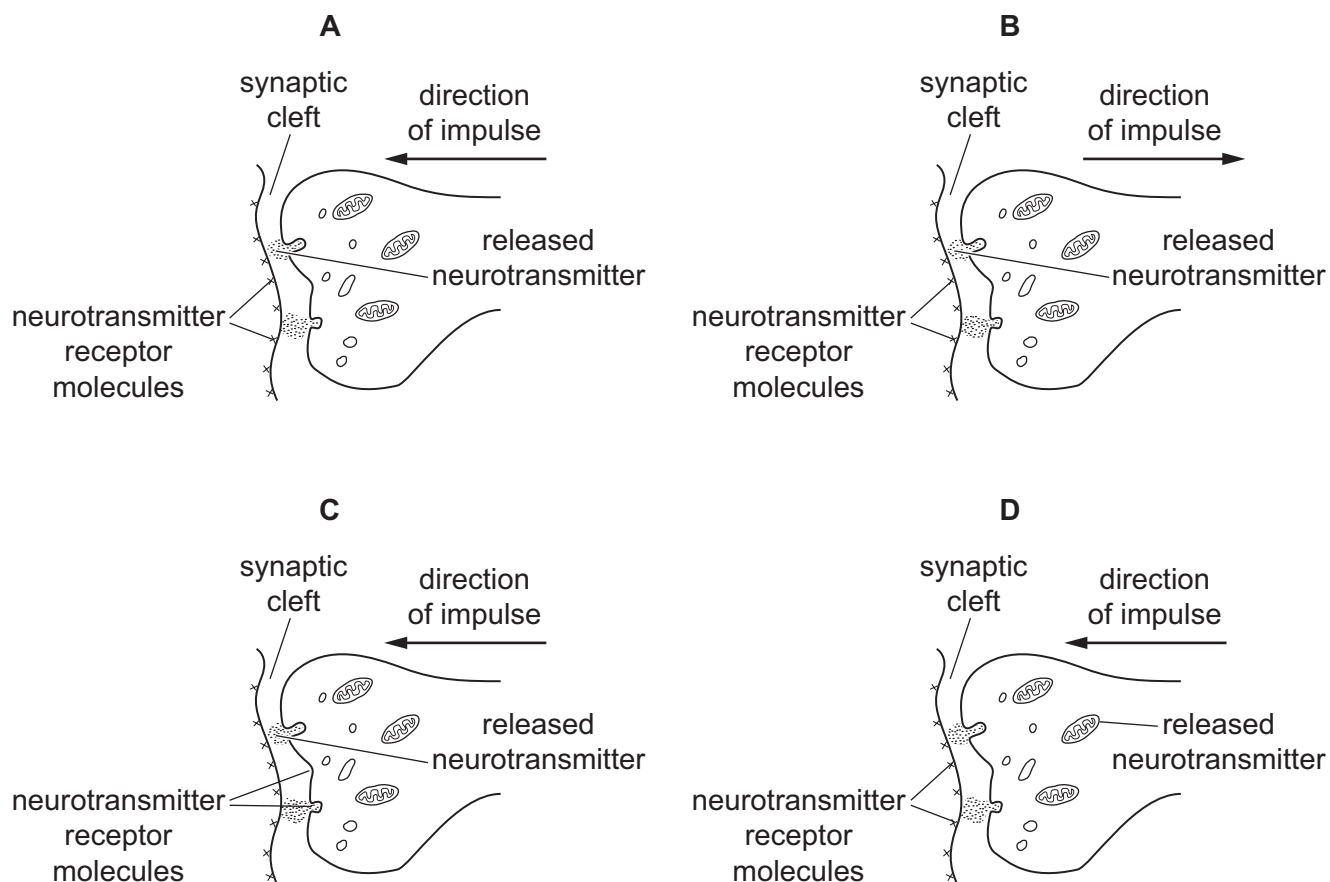 A
synaptic
cleft
direction
of impulse
released
neurotransmitter
neurotransmitter
receptor
molecules
B
synaptic
cleft
direction
of impulse
released
neurotransmitter
neurotransmitter
receptor
molecules
C
synaptic
cleft
direction
of impulse
released
neurotransmitter
neurotransmitter
receptor
molecules
D
synaptic
cleft
direction
of impulse
released
neurotransmitter
neurotransmitter
receptor
molecules